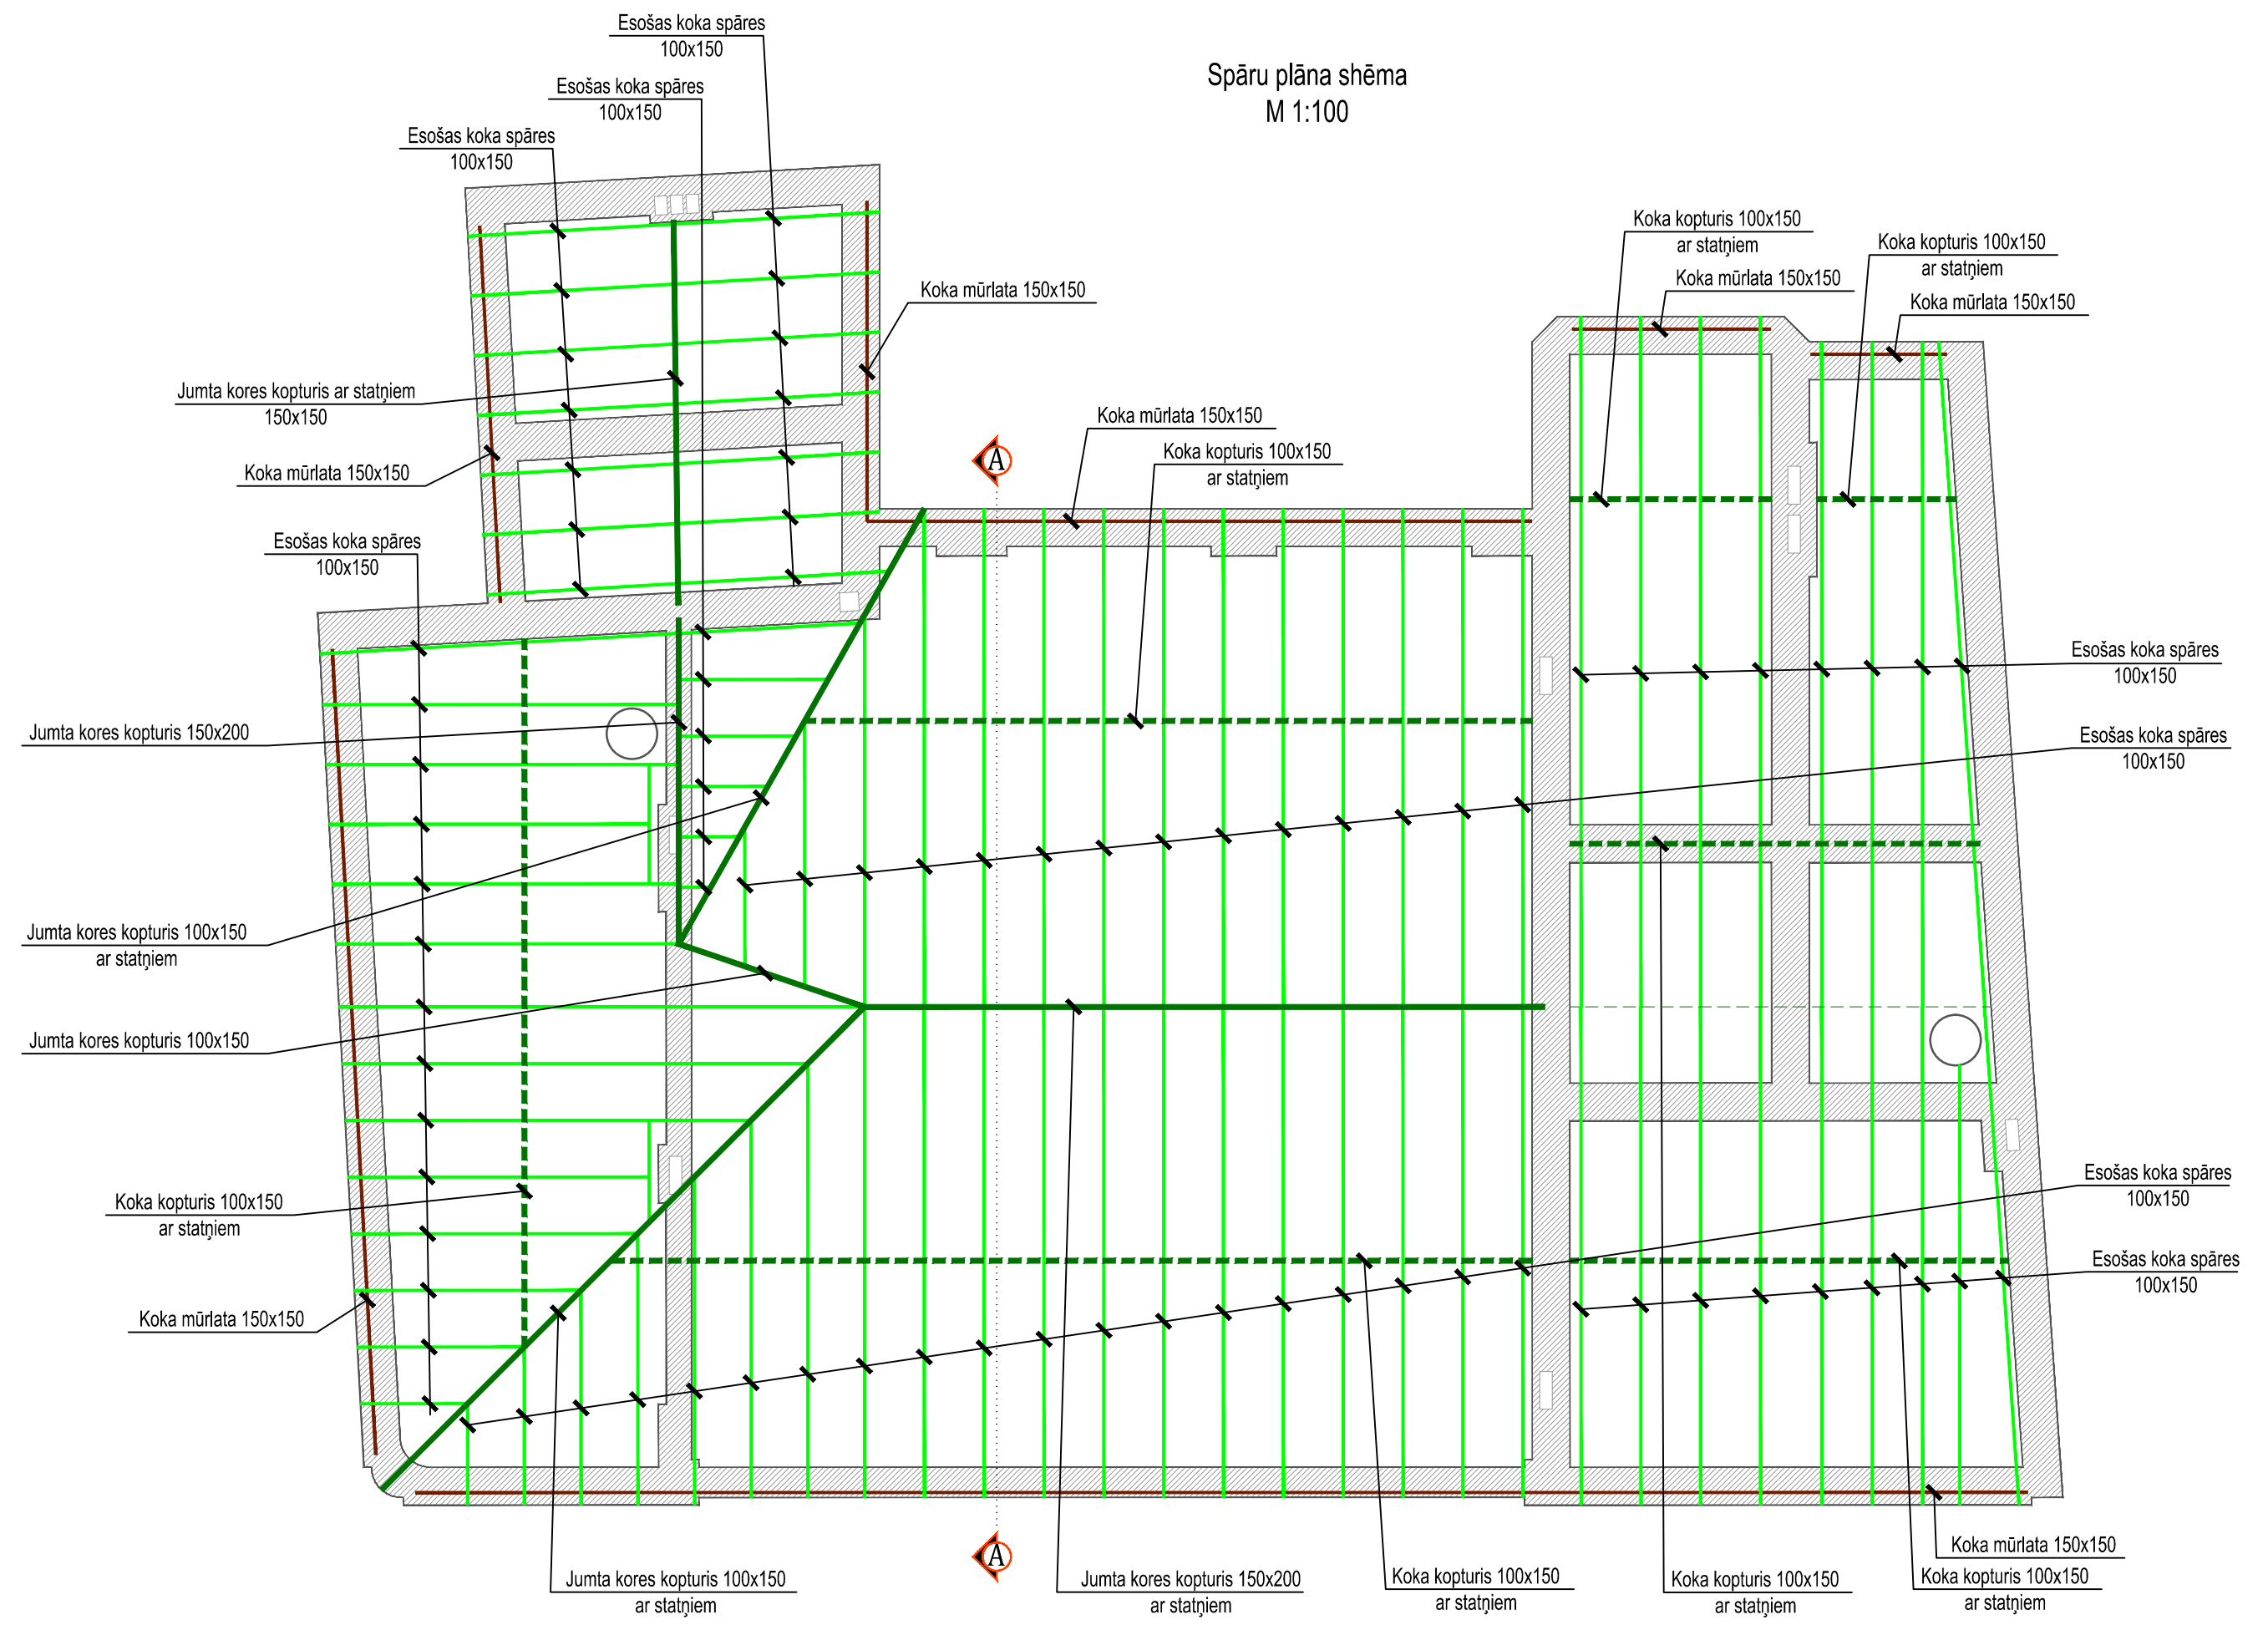 Esošas koka spāres
100x150
Spāru plāna shēma
M 1:100
Esošas koka spāres
100x150
Esošas koka spāres
100x150
Koka kopturis 100x150
ar statņiem
Koka kopturis 100x150
ar statņiem
Koka mūrlata 150x150
Koka mūrlata 150x150
Koka mūrlata 150x150
Jumta kores kopturis ar statņiem
150x150
Koka mūrlata 150x150
Koka kopturis 100x150
ar statņiem
A
Koka mūrlata 150x150
Esošas koka spāres
100x150
Esošas koka spāres
100x150
Jumta kores kopturis 150x200
Esošas koka spāres
100x150
Jumta kores kopturis 100x150
ar statņiem
Jumta kores kopturis 100x150
Koka kopturis 100x150
ar statņiem
Esošas koka spāres
100x150
Esošas koka spāres
100x150
Koka mūrlata 150x150
A
Koka mūrlata 150x150
Jumta kores kopturis 100x150
ar statņiem
Jumta kores kopturis 150x200
ar statņiem
Koka kopturis 100x150
ar statņiem
Koka kopturis 100x150
ar statņiem
Koka kopturis 100x150
ar statņiem